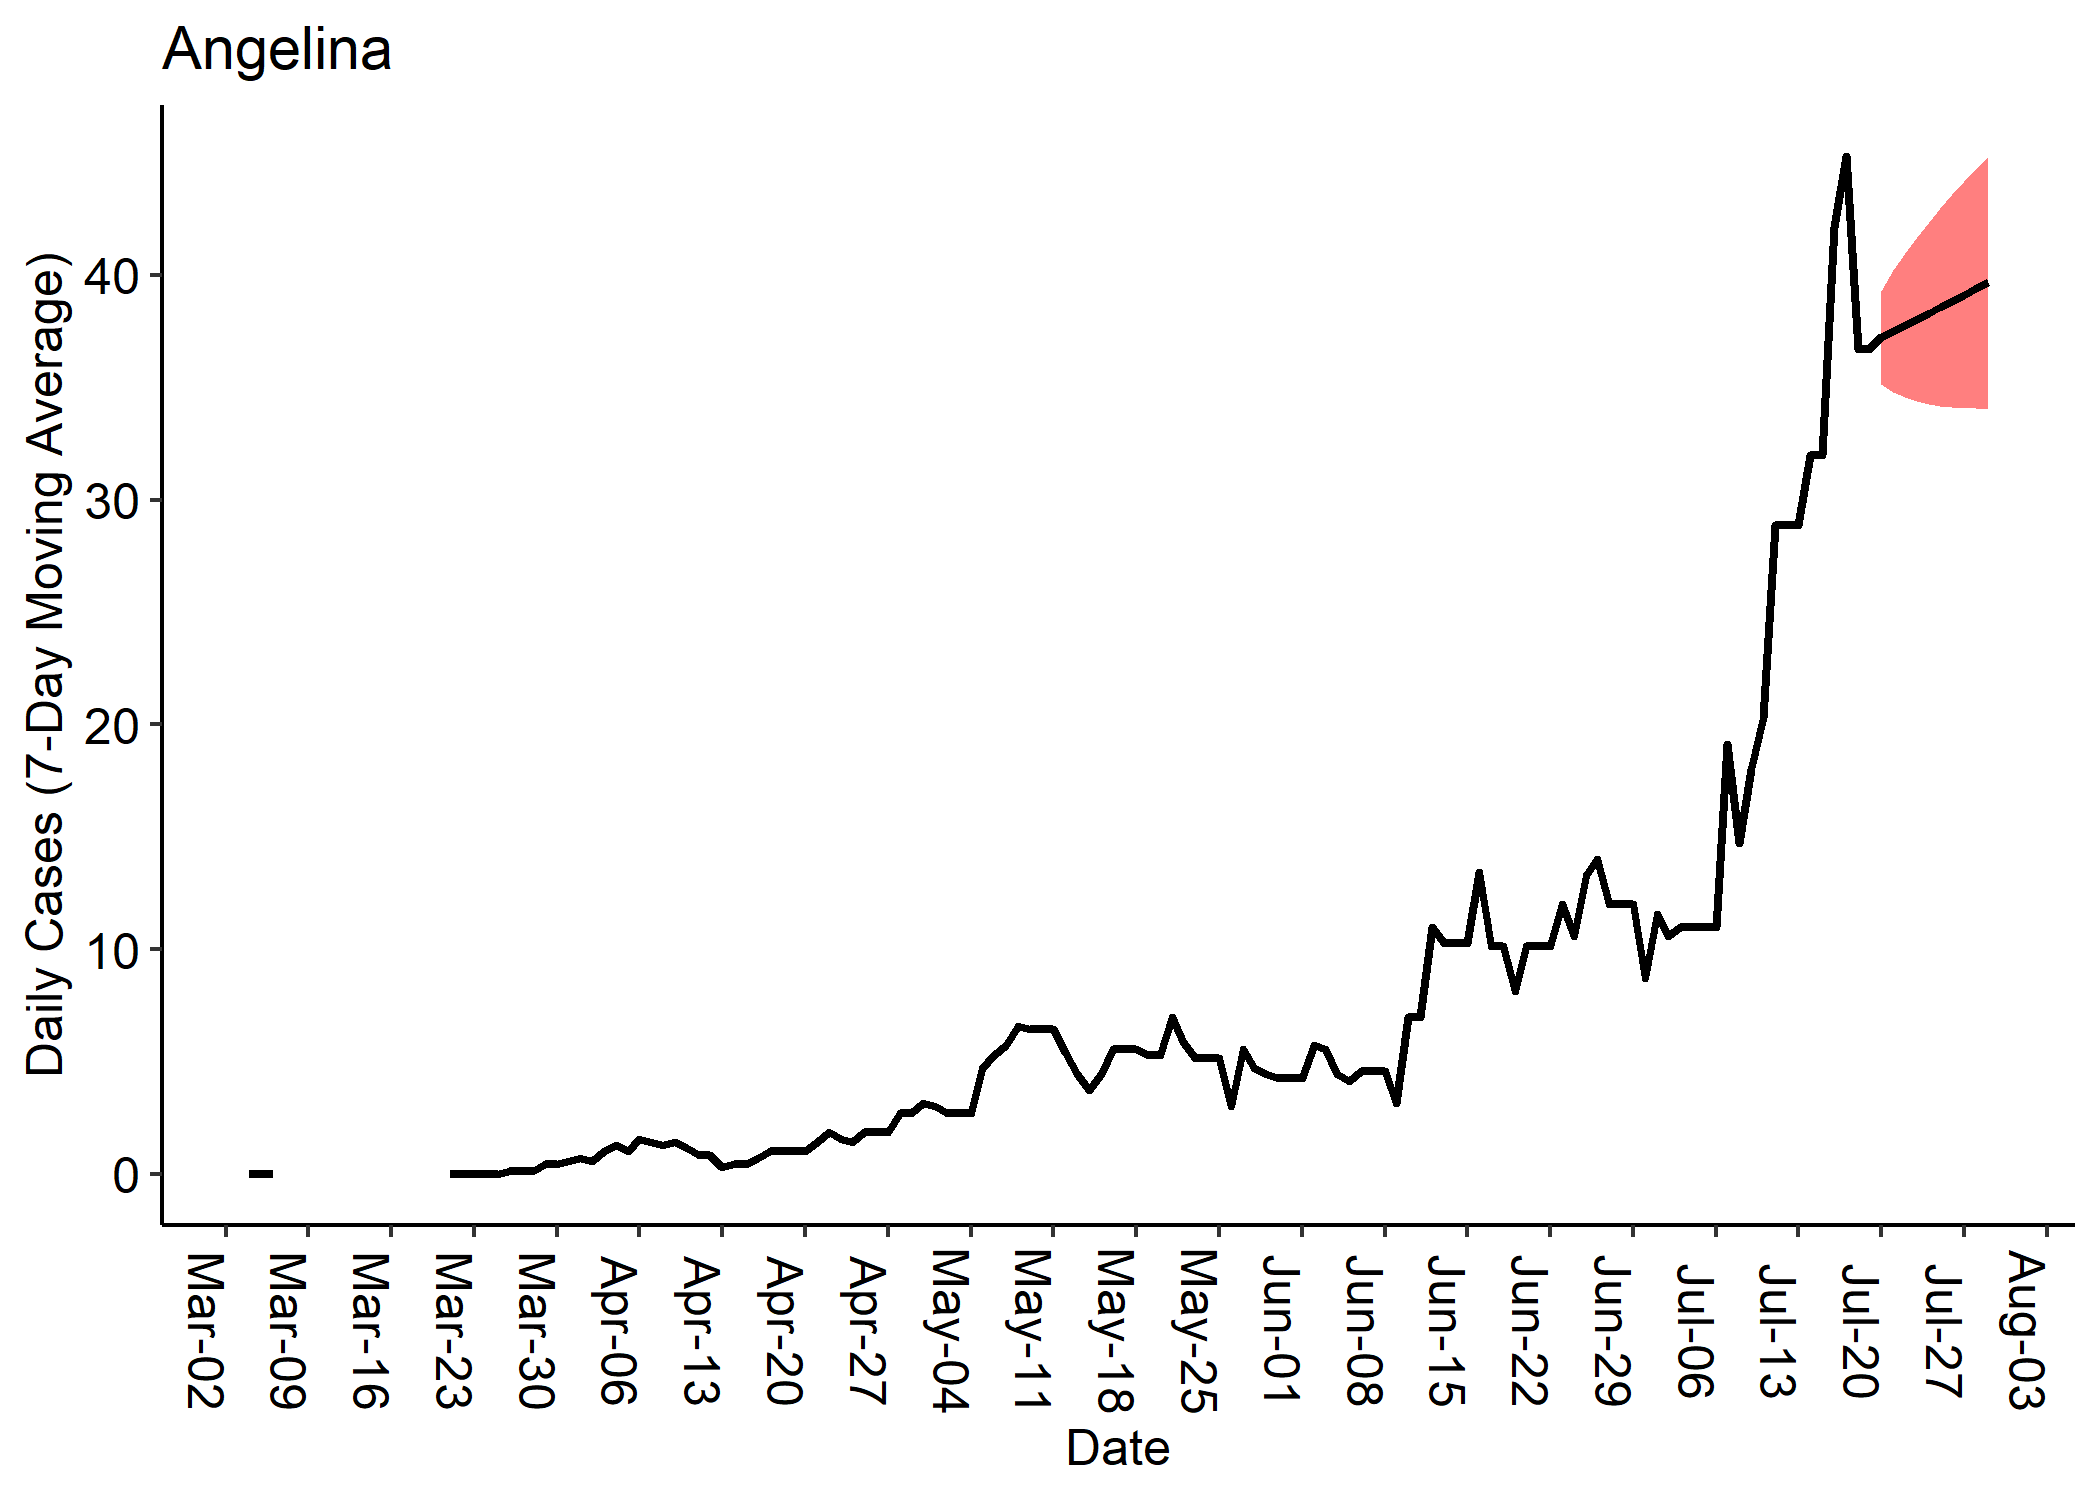 Angelina
Daily Cases (7-Day Moving Average)
40
30
20
10
0
Mar-02
Mar-09
Mar-16
Mar-23
Mar-30
Apr-06
Apr-13
Apr-20
Apr-27
May-04
May-11
May-18
May-25
Jun-01
Jun-08
Jun-15
Jun-22
Jun-29
Jul-06
Jul-13
Jul-20
Jul-27
Aug-03
Date